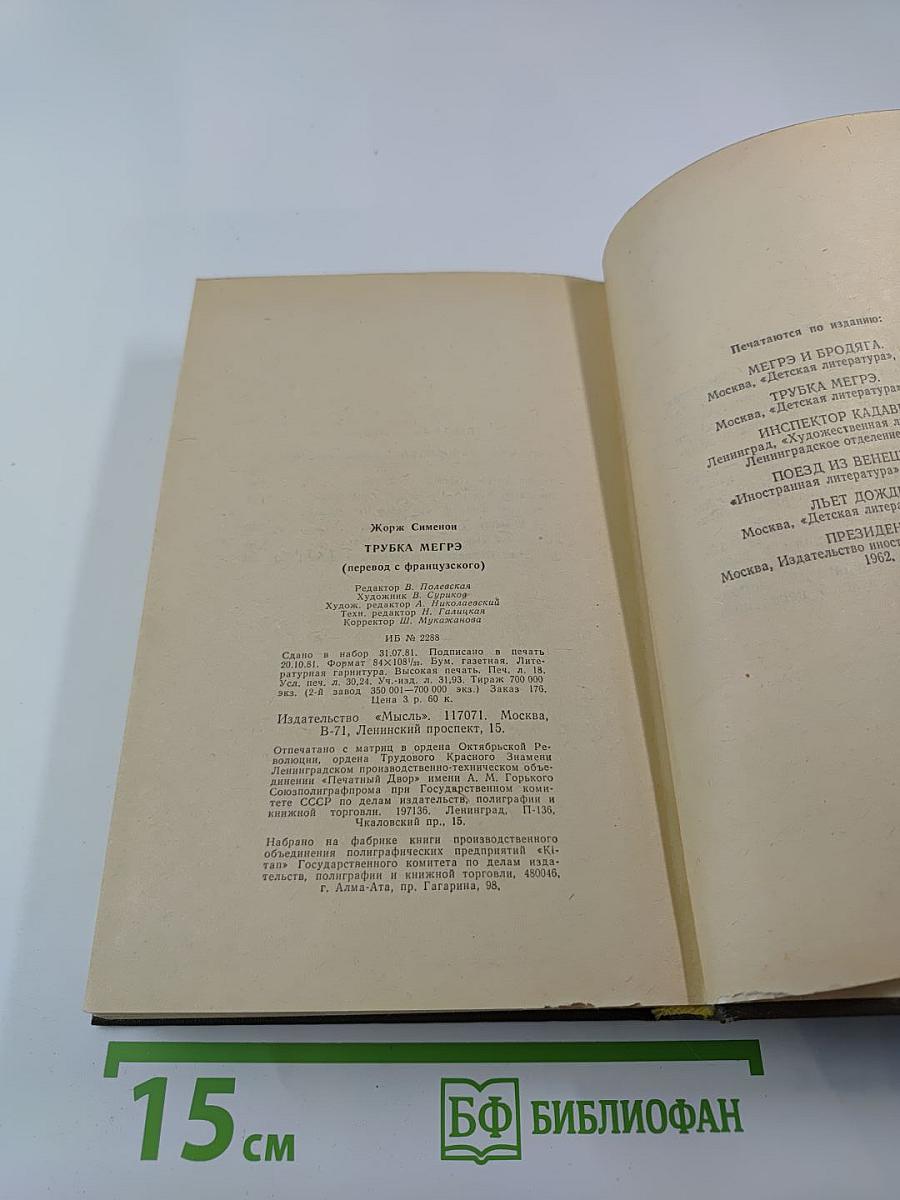 Жорж Сименон
ТРУБКА МЕГРЭ
(перевод с французского)
Редактор В. Полевская
Художник В. Суриков
Худож. редактор А. Николаевский
Техн. редактор Н. Галицкая
Корректор Ш. Мукажанова
ИБ № 2288
Сдано в набор 31.07.81. Подписано в печать
20.10.81. Формат 84×108¹/₃₂. Бум. газетная. Лите-
ратурная гарнитура. Высокая печать. Печ. л. 18.
Усл. печ. л. 30,24. Уч.-изд. л. 31,93. Тираж 700 000
экз. (2-й завод 350 001—700 000 экз.) Заказ 176.
Цена 3 р. 60 к.
Издательство «Мысль». 117071. Москва,
В-71, Ленинский проспект, 15.
Отпечатано с матриц в ордена Октябрьской Ре-
волюции, ордена Трудового Красного Знамени
Ленинградском производственно-техническом объе-
динении «Печатный Двор» имени А. М. Горького
Союзполиграфпрома при Государственном коми-
тете СССР по делам издательств, полиграфии и
книжной торговли. 197136. Ленинград, П-136,
Чкаловский пр., 15.
Набрано на фабрике книги производственного
объединения полиграфических предприятий «Кі-
тап» Государственного комитета по делам изда-
тельств, полиграфии и книжной торговли, 480046,
г. Алма-Ата, пр. Гагарина, 98,
Печатаются по изданию:
МЕГРЭ И БРОДЯГА.
Москва, «Детская литература»,
ТРУБКА МЕГРЭ.
Москва, «Детская литература»
ИНСПЕКТОР КАДАВ
Ленинград, «Художественная л
Ленинградское отделение
ПОЕЗД ИЗ ВЕНЕЦ
«Иностранная литература»
ЛЬЕТ ДОЖД
Москва, «Детская литера
ПРЕЗИДЕН
Москва, Издательство инос
1962.
15 см
БФ БИБЛИОФАН